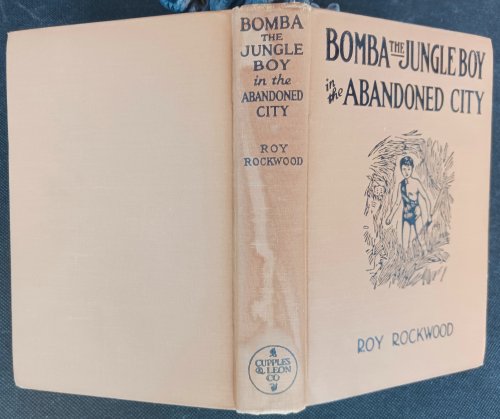 BOMBA
THE
JUNGLE
BOY
in the
ABANDONED
CITY
ROY
ROCKWOOD
CUPPLES
& LEON
CO
BOMBA THE JUNGLE BOY
in the ABANDONED CITY
ROY ROCKWOOD